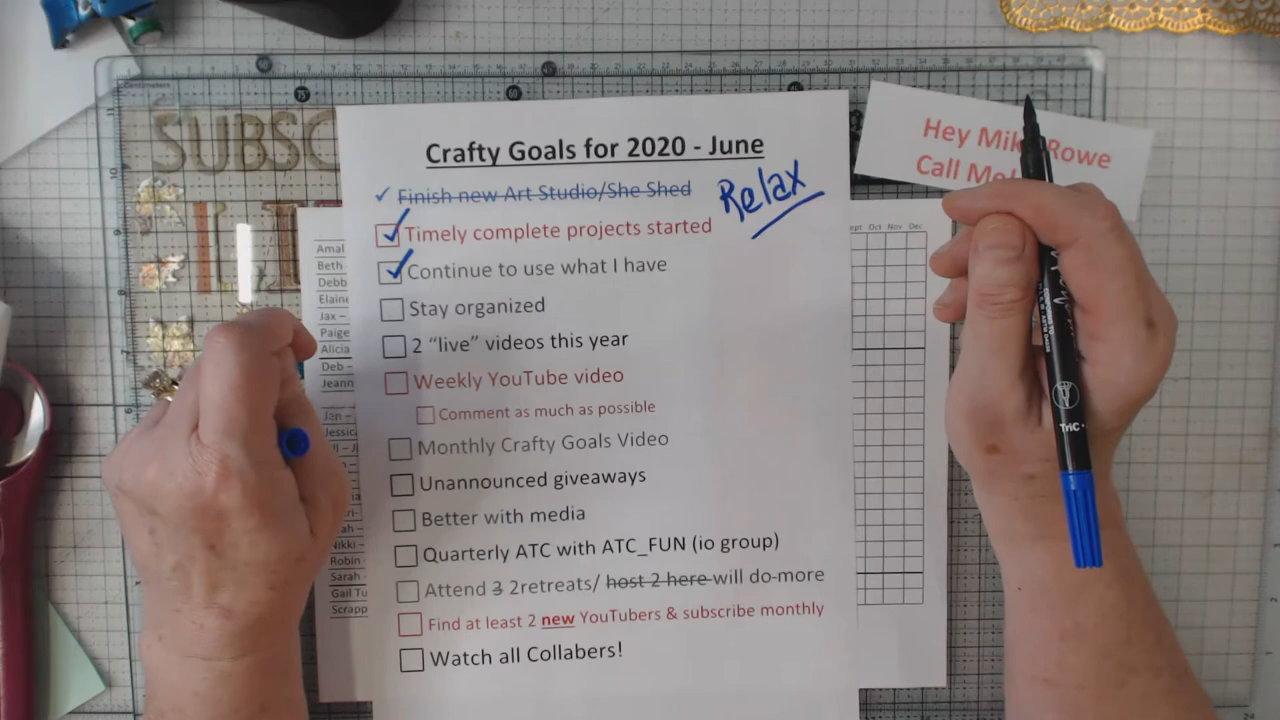 SUBSC
Crafty Goals for 2020 - June
✓ Finish new Art Studio/She Shed
Relax
Timely complete projects started
Continue to use what I have
Stay organized
2 “live” videos this year
Weekly YouTube video
Comment as much as possible
Monthly Crafty Goals Video
Unannounced giveaways
Better with media
Quarterly ATC with ATC_FUN (io group)
Attend 3 2retreats/ host 2 here will do-more
Find at least 2 new YouTubers & subscribe monthly
Watch all Collabers!
Hey Mike Rowe
Call Me
Oct Nov Dec
Amal
Beth
Debb
Elaine
Jax –
Paige
Alicia
Deb –
Jeann
Jessic
Nikki –
Robin
Sarah
Gail Tu
Scrapp